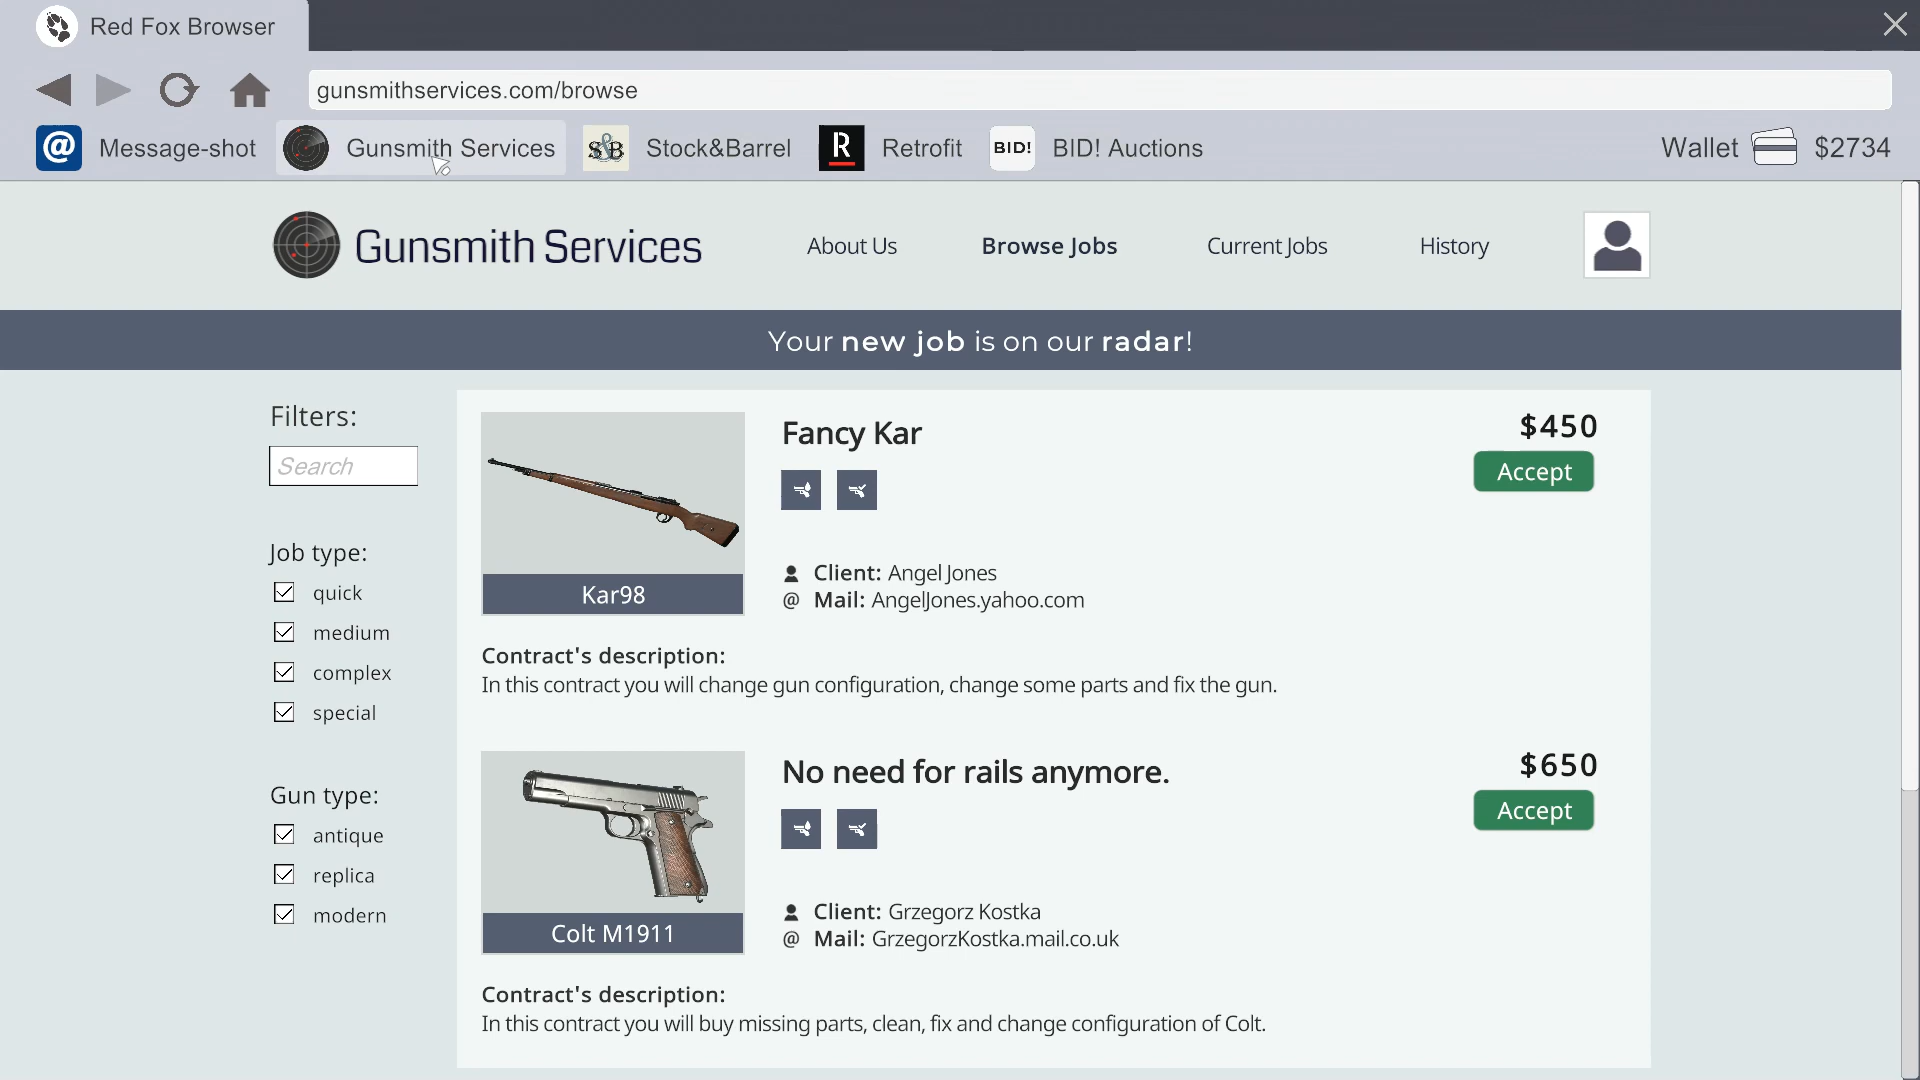 Red Fox Browser
gunsmithservices.com/browse
@ Message-shot
Gunsmith Services
S&B Stock&Barrel
R Retrofit
BID! BID! Auctions
Wallet $2734
Gunsmith Services
About Us
Browse Jobs
Current Jobs
History
Your new job is on our radar!
Filters:
Search
Job type:
quick
medium
complex
special
Gun type:
antique
replica
modern
Fancy Kar
$450
Accept
Kar98
Client: Angel Jones
@ Mail: AngelJones.yahoo.com
Contract's description:
In this contract you will change gun configuration, change some parts and fix the gun.
No need for rails anymore.
$650
Accept
Colt M1911
Client: Grzegorz Kostka
@ Mail: GrzegorzKostka.mail.co.uk
Contract's description:
In this contract you will buy missing parts, clean, fix and change configuration of Colt.